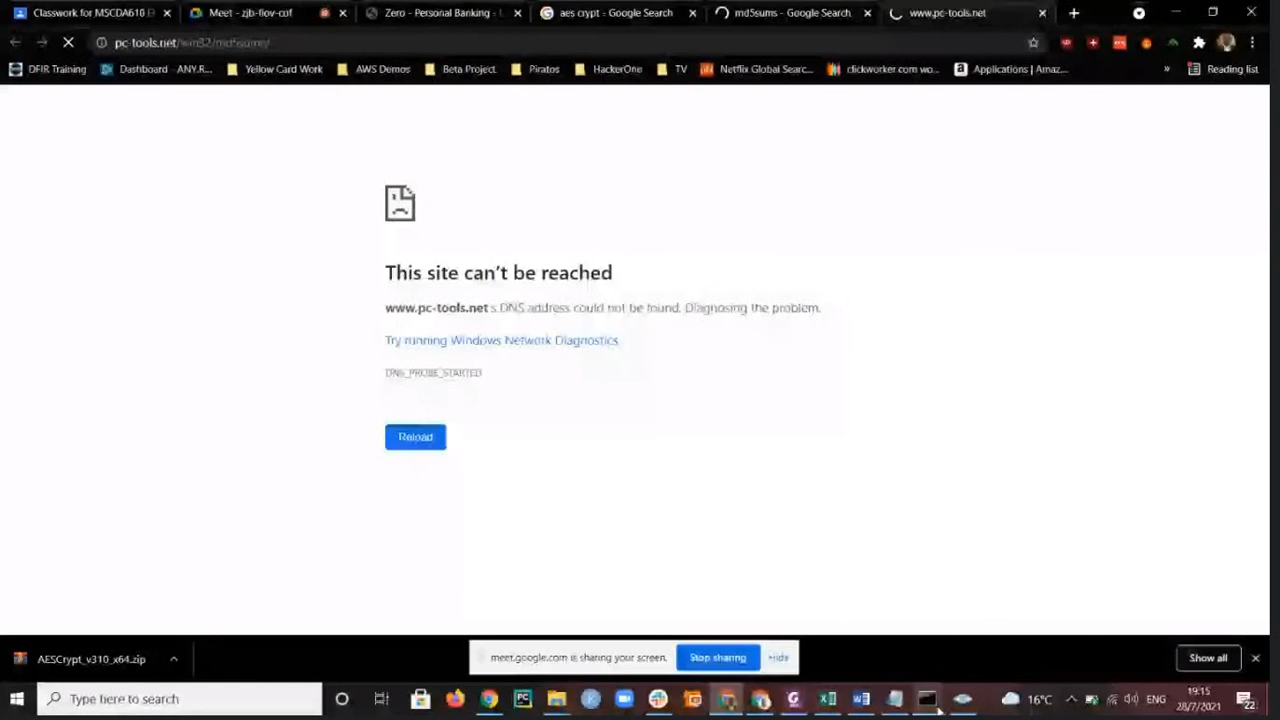 Classwork for MSCDA610
Meet - zjb-fiov-cof
Zero - Personal Banking -
aes crypt - Google Search
md5sums - Google Search
www.pc-tools.net
pc-tools.net/win32/md5sums/
DFIR Training
Dashboard - ANY.R...
Yellow Card Work
AWS Demos
Beta Project
Piratos
HackerOne
TV
Netflix Global Searc...
clickworker.com wo...
Applications | Amaz...
»
Reading list
This site can't be reached
www.pc-tools.net's DNS address could not be found. Diagnosing the problem.
Try running Windows Network Diagnostics.
DNS_PROBE_STARTED
Reload
AESCrypt_v310_x64.zip
meet.google.com is sharing your screen.
Stop sharing
Hide
Show all
Type here to search
16°C
ENG
19:15
28/7/2021
22